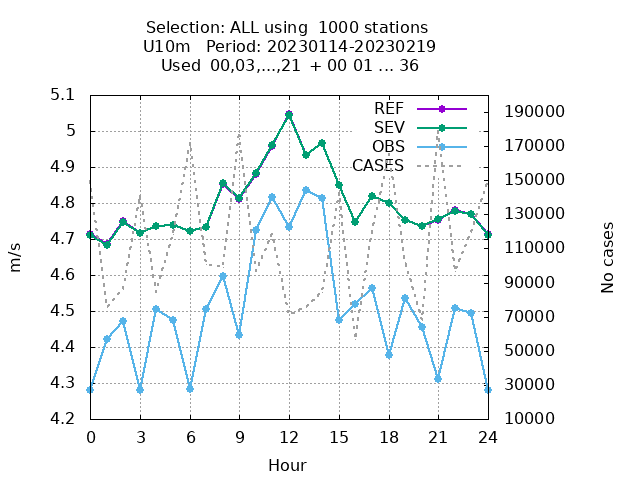 Selection: ALL using  1000 stations
U10m   Period: 20230114-20230219
Used  00,03,...,21  + 00 01 ... 36
REF
SEV
OBS
CASES
5.1
5
4.9
4.8
4.7
4.6
4.5
4.4
4.3
4.2
m/s
190000
170000
150000
130000
110000
90000
70000
50000
30000
10000
No cases
0 3 6 9 12 15 18 21 24
Hour